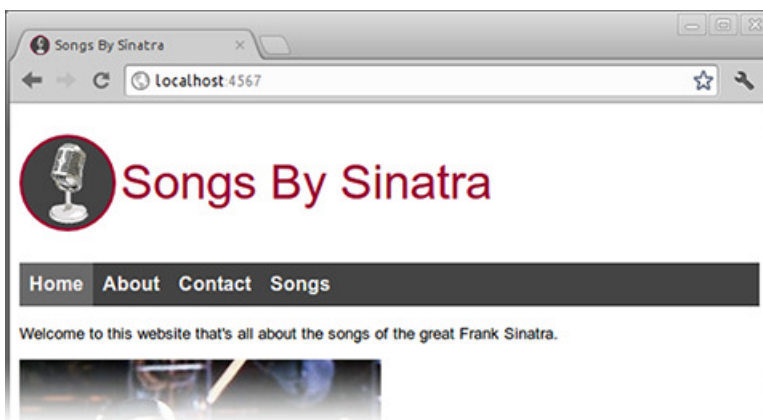 Songs By Sinatra
localhost:4567
Songs By Sinatra
Home About Contact Songs
Welcome to this website that's all about the songs of the great Frank Sinatra.